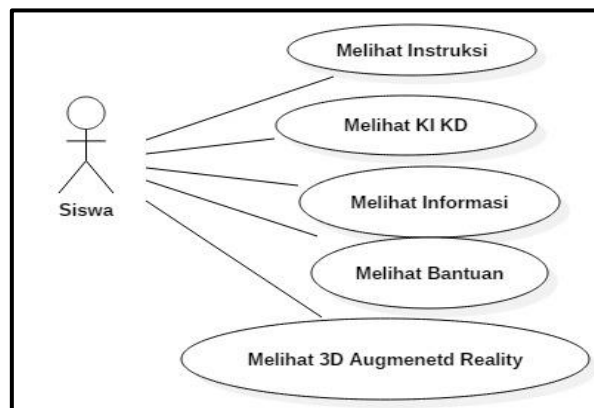 Melihat Instruksi
Melihat KI KD
Siswa
Melihat Informasi
Melihat Bantuan
Melihat 3D Augmenetd Reality